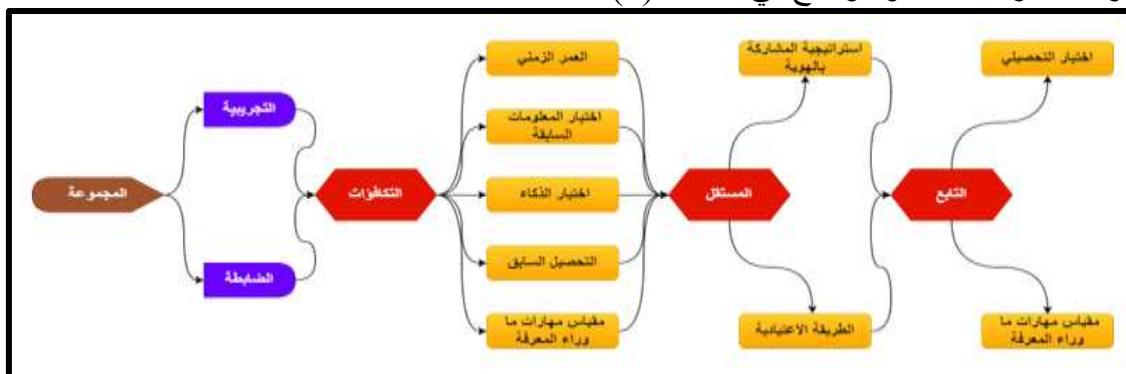 المجموعة
التجريبية
الضابطة
التكافؤات
العمر الزمني
اختبار المعلومات
السابقة
اختبار الذكاء
التحصيل السابق
مقياس مهارات ما
وراء المعرفة
المستقل
استراتيجية المشاركة
بالهوية
الطريقة الاعتيادية
التابع
اختبار التحصيلي
مقياس مهارات ما
وراء المعرفة